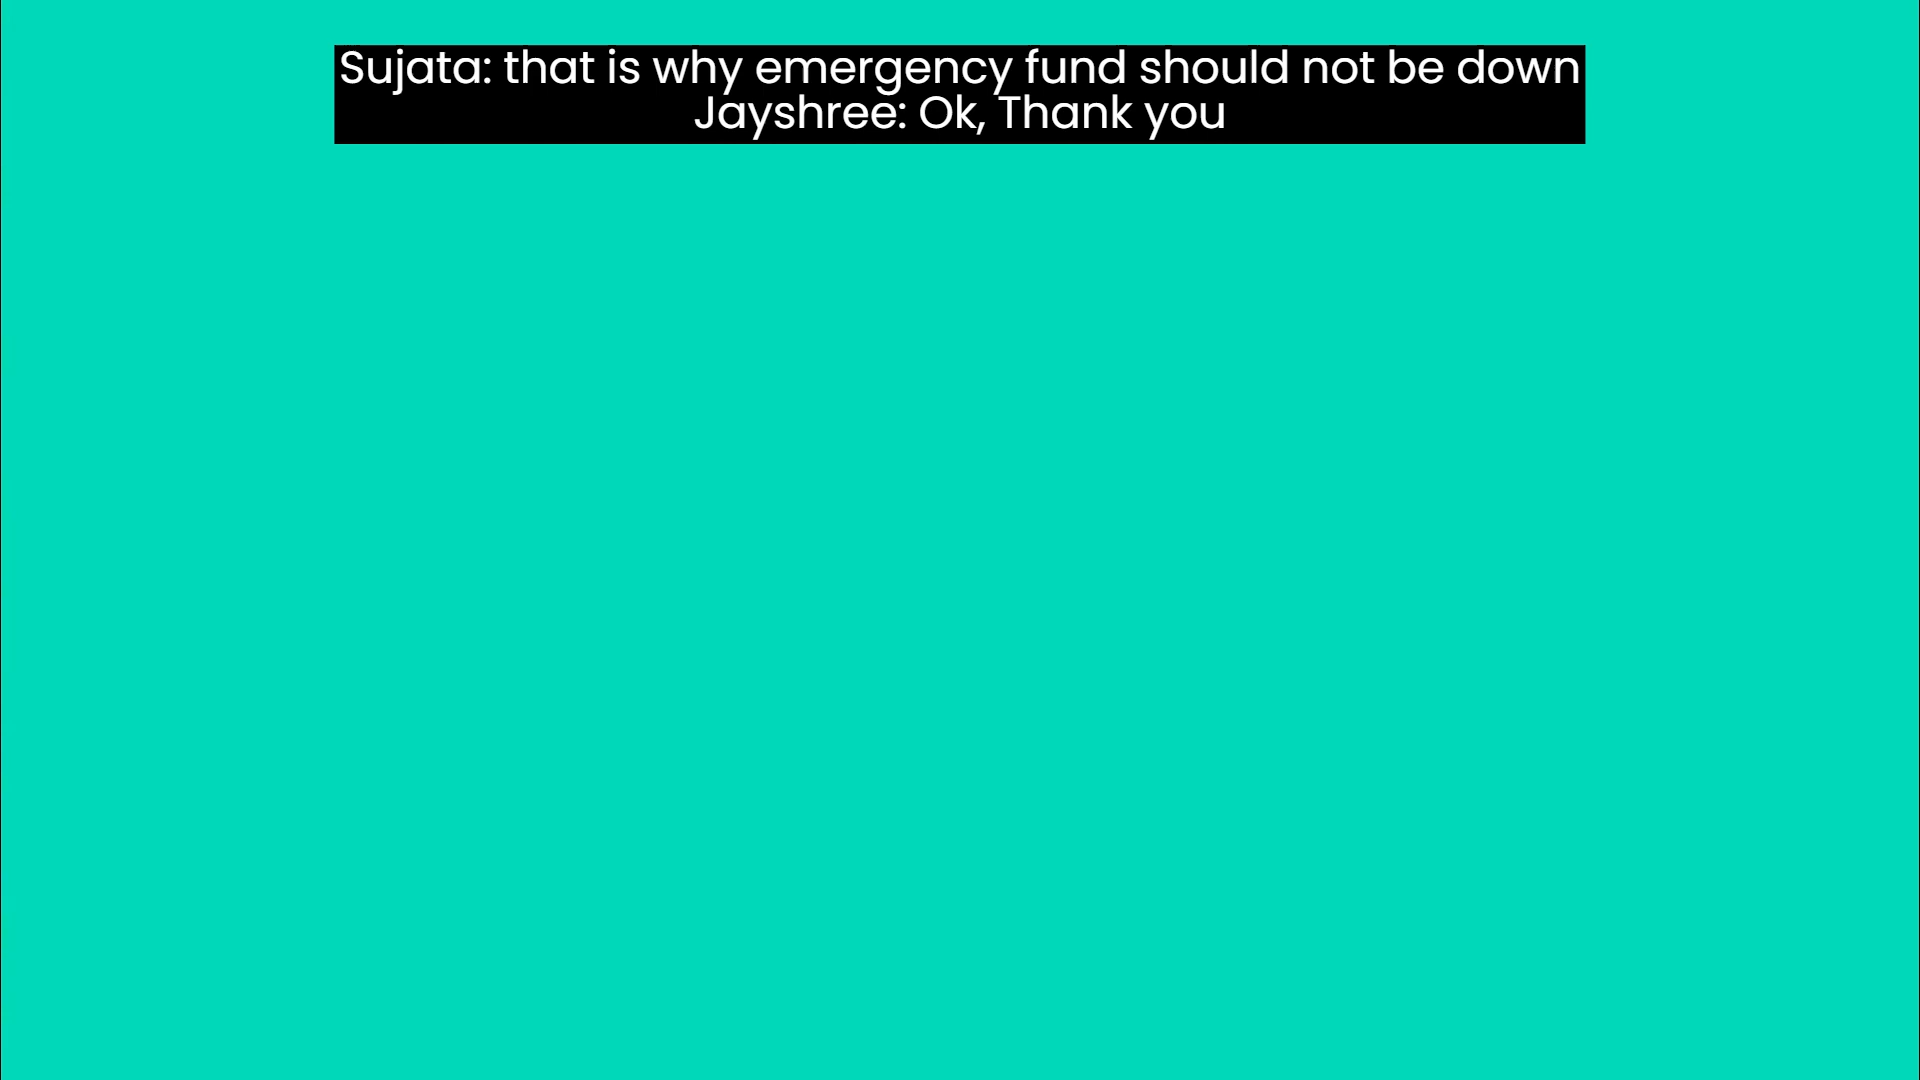 Sujata: that is why emergency fund should not be down
Jayshree: Ok, Thank you